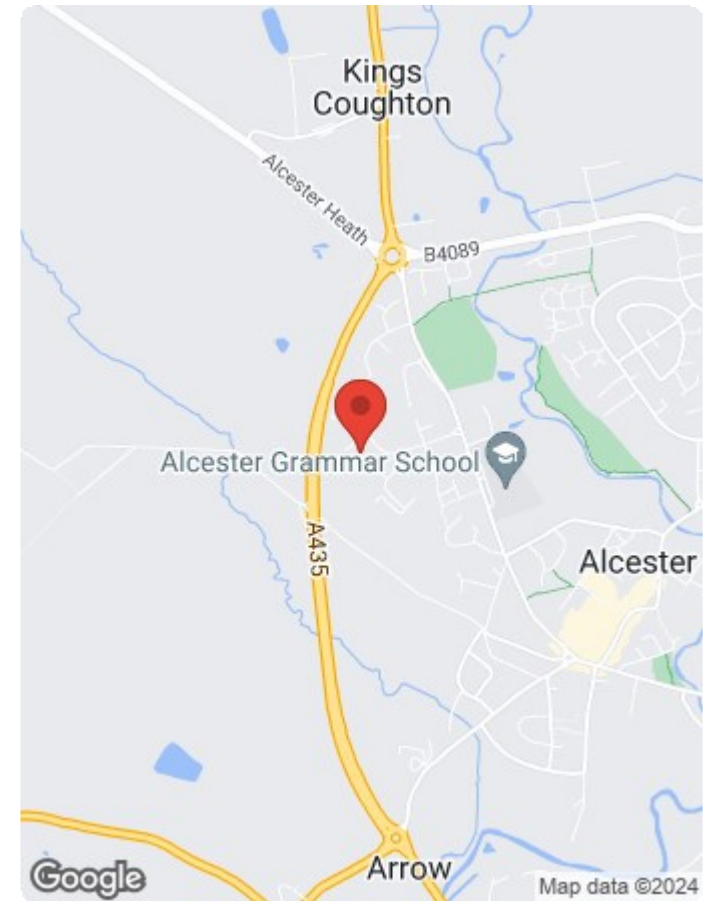 Kings
Coughton
Alcester Heath
B4089
Alcester Grammar School
A435
Alcester
Arrow
Google
Map data ©2024